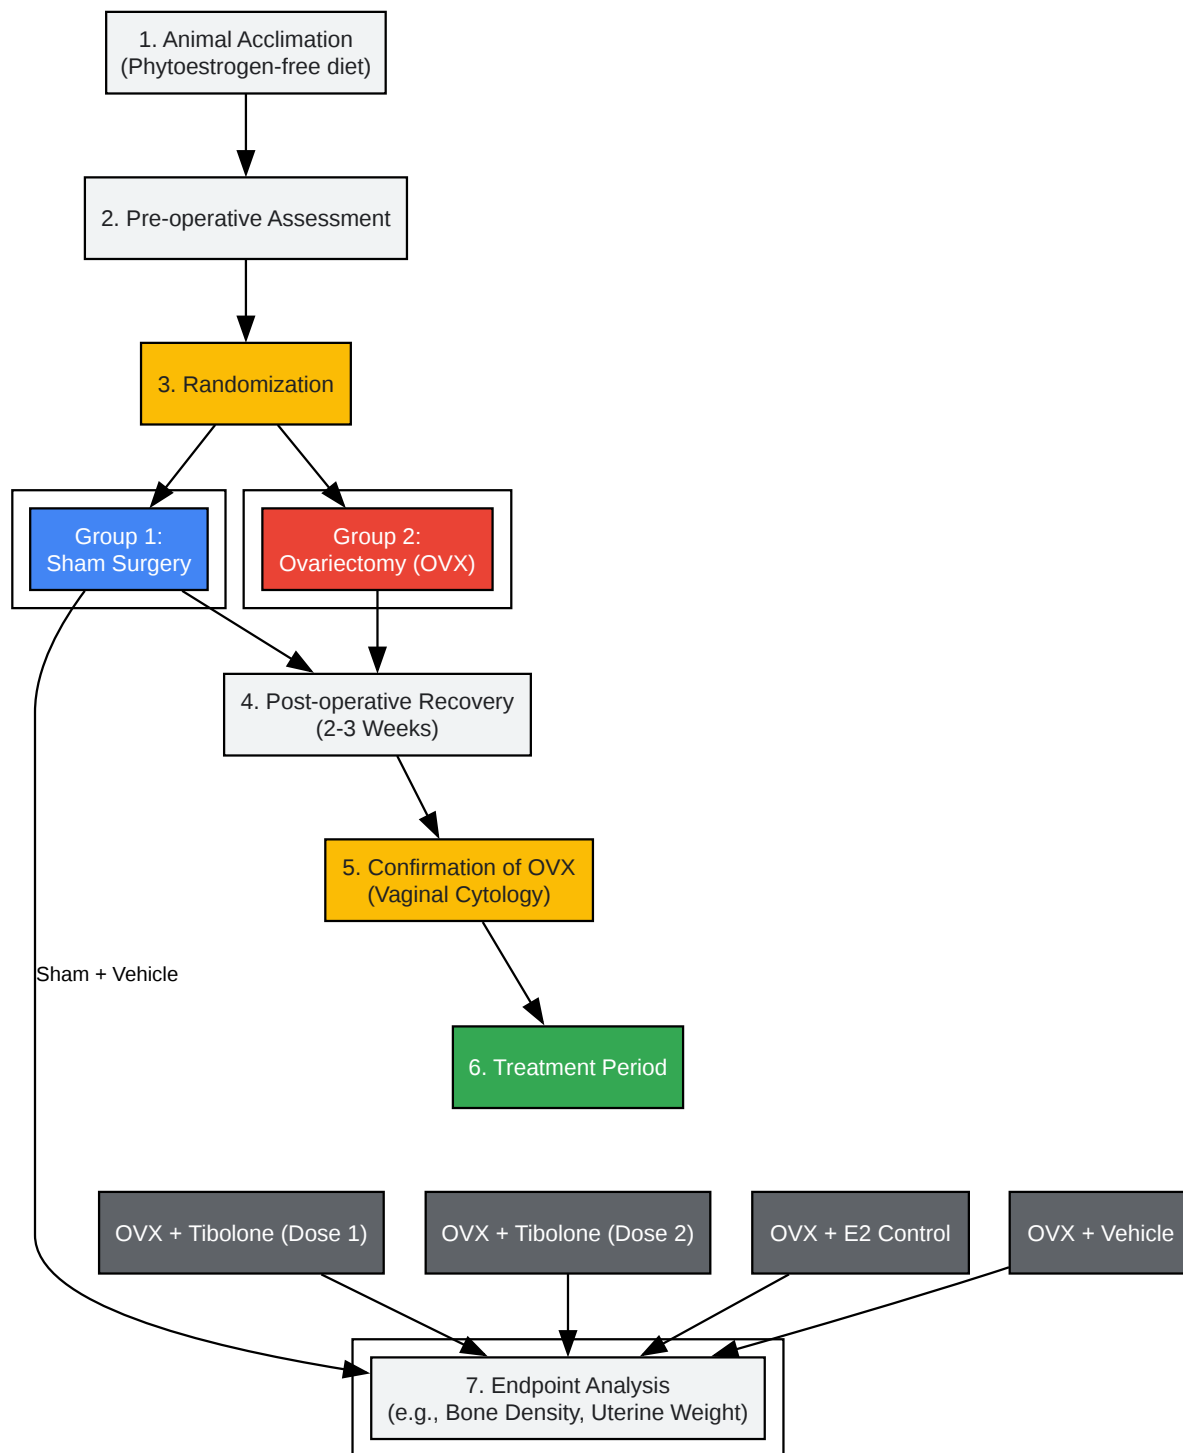 1. Animal Acclimation
(Phytoestrogen-free diet)
2. Pre-operative Assessment
3. Randomization
Group 1:
Sham Surgery
Group 2:
Ovariectomy (OVX)
4. Post-operative Recovery
(2-3 Weeks)
5. Confirmation of OVX
(Vaginal Cytology)
Sham + Vehicle
6. Treatment Period
OVX + Tibolone (Dose 1)
OVX + Tibolone (Dose 2)
OVX + E2 Control
OVX + Vehicle
7. Endpoint Analysis
(e.g., Bone Density, Uterine Weight)